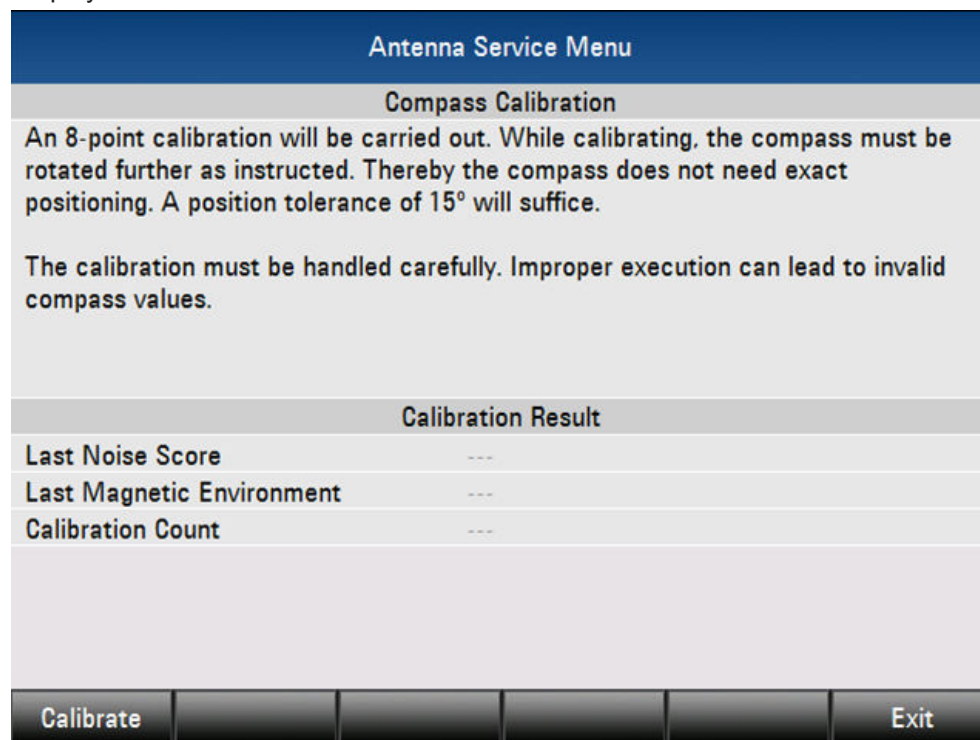 Antenna Service Menu
Compass Calibration
An 8-point calibration will be carried out. While calibrating, the compass must be
rotated further as instructed. Thereby the compass does not need exact
positioning. A position tolerance of 15º will suffice.
The calibration must be handled carefully. Improper execution can lead to invalid
compass values.
Calibration Result
Last Noise Score ---
Last Magnetic Environment ---
Calibration Count ---
Calibrate Exit